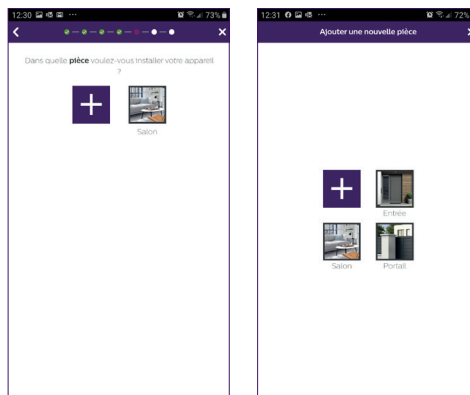 12:30
73%
Dans quelle pièce voulez-vous installer votre appareil
?
Salon
12:31
72%
Ajouter une nouvelle pièce
Entrée
Salon
Portail